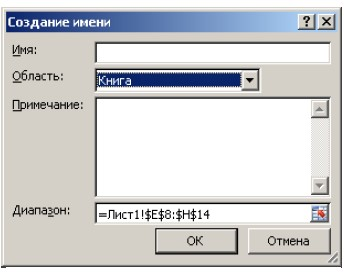 Создание имени
Имя:
Область: Книга
Примечание:
Диапазон: =Лист1!$E$8:$H$14
ОК Отмена